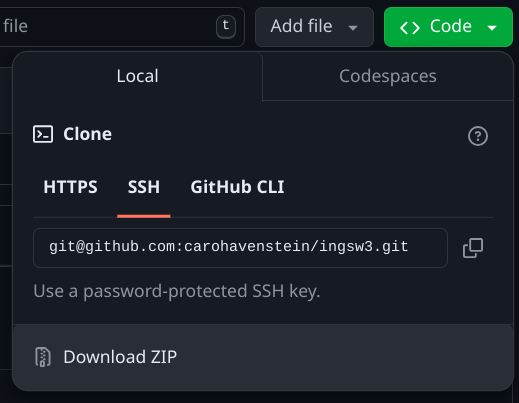 file
t
Add file
Code
Local
Codespaces
Clone
HTTPS
SSH
GitHub CLI
git@github.com:carohavenstein/ingsw3.git
Use a password-protected SSH key.
Download ZIP